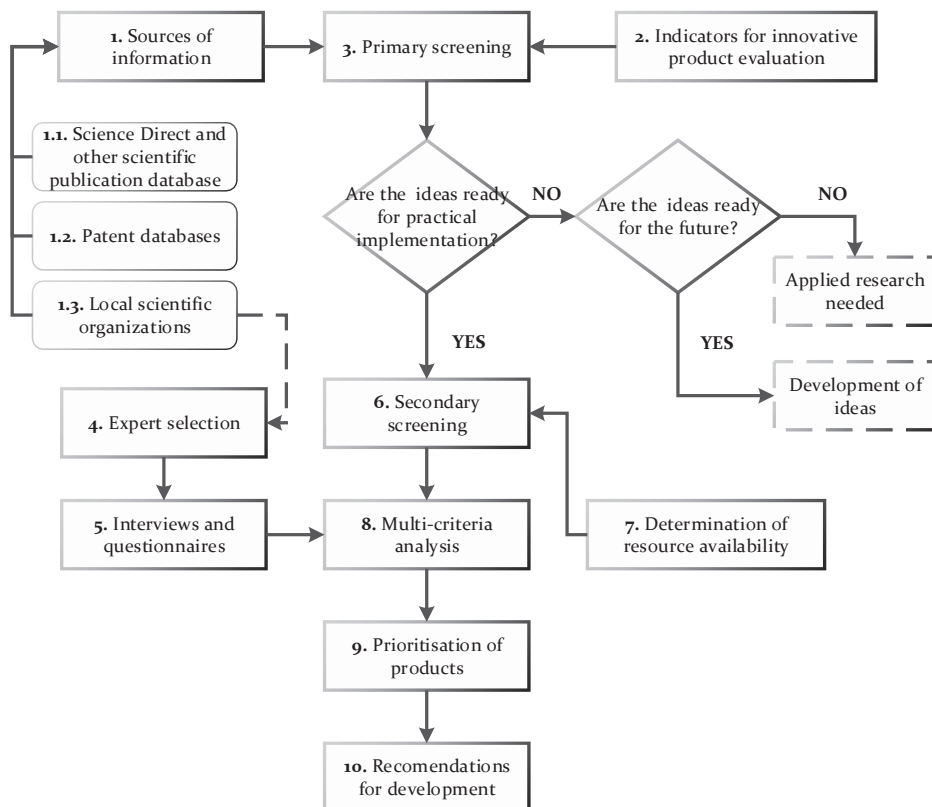 1. Sources of
information
3. Primary screening
2. Indicators for innovative
product evaluation
1.1. Science Direct and
other scientific
publication database
1.2. Patent databases
1.3. Local scientific
organizations
Are the ideas ready
for practical
implementation?
NO
Are the ideas ready
for the future?
NO
Applied research
needed
YES
YES
Development of
ideas
4. Expert selection
6. Secondary
screening
5. Interviews and
questionnaires
8. Multi-criteria
analysis
7. Determination of
resource availability
9. Prioritisation of
products
10. Recomendations
for development